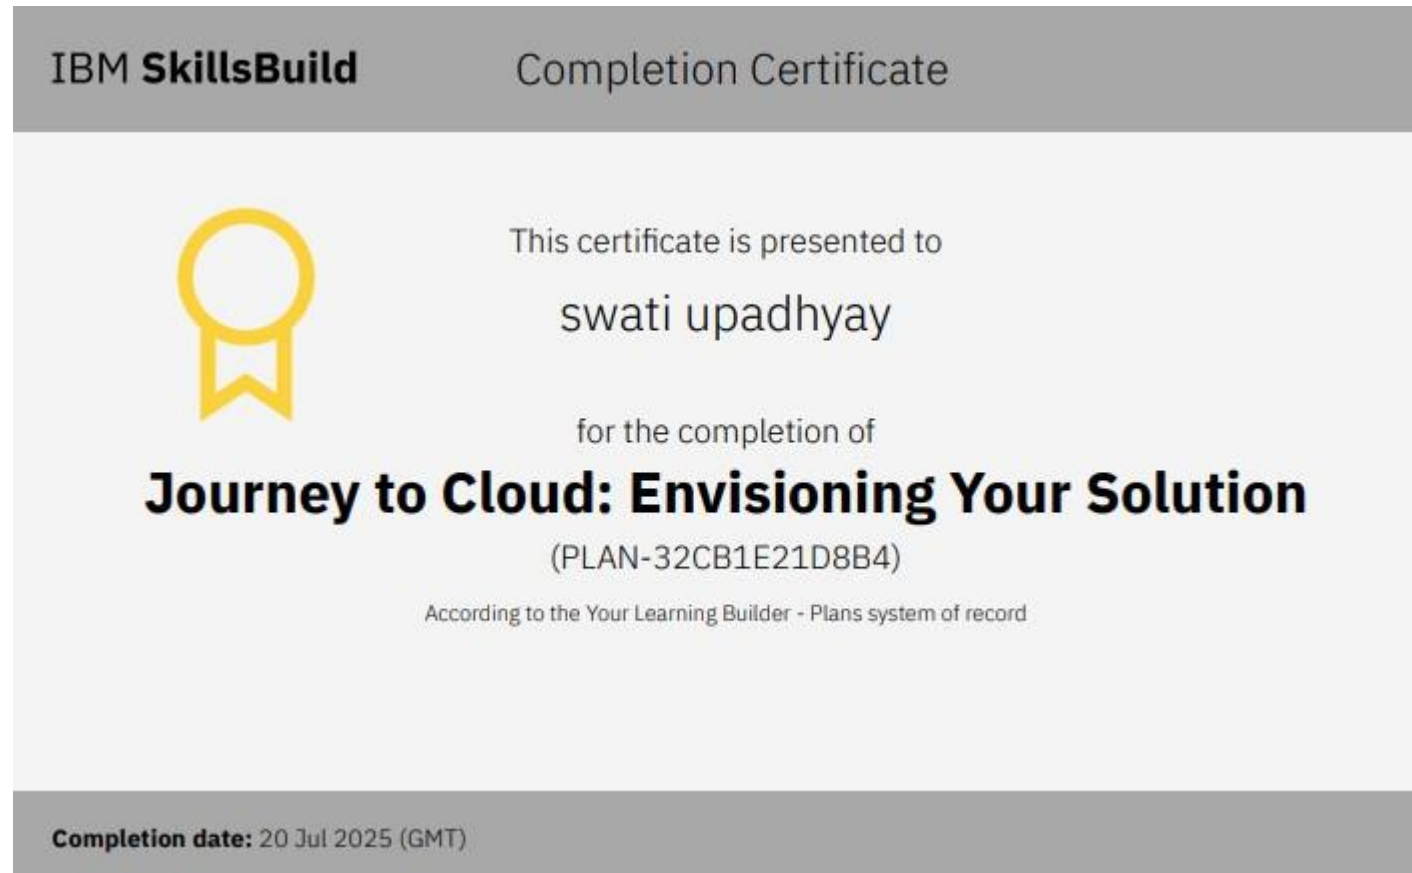 IBM SkillsBuild
Completion Certificate
This certificate is presented to
swati upadhyay
for the completion of
Journey to Cloud: Envisioning Your Solution
(PLAN-32CB1E21D8B4)
According to the Your Learning Builder - Plans system of record
Completion date: 20 Jul 2025 (GMT)